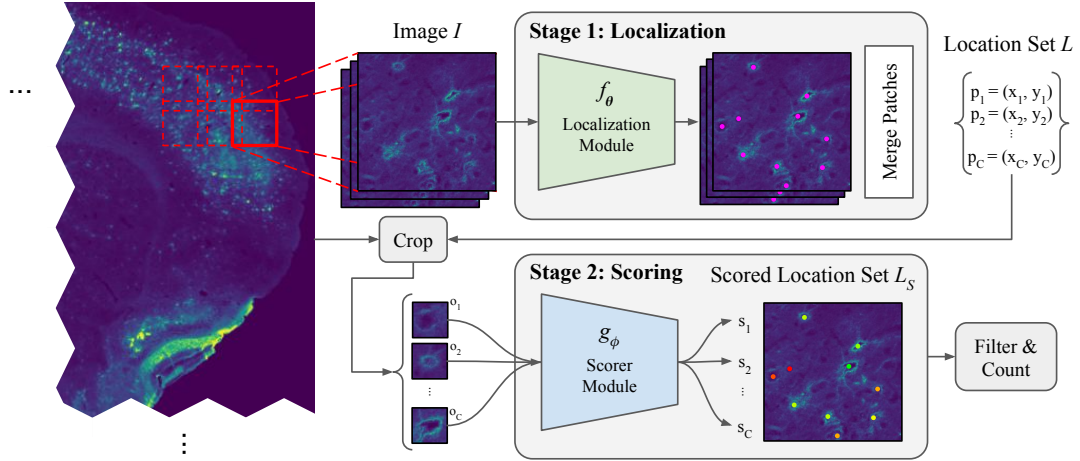 ...
Image I
Stage 1: Localization
f_θ
Localization
Module
Merge Patches
Location Set L
p_1 = (x_1, y_1)
p_2 = (x_2, y_2)
⋮
p_C = (x_C, y_C)
Crop
Stage 2: Scoring
Scored Location Set L_S
o_1
o_2
⋮
o_C
g_ϕ
Scorer
Module
s_1
s_2
⋮
s_C
Filter &
Count
⋮